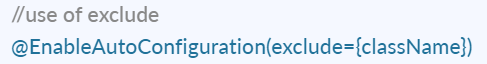 //use of exclude
@EnableAutoConfiguration(exclude={className})